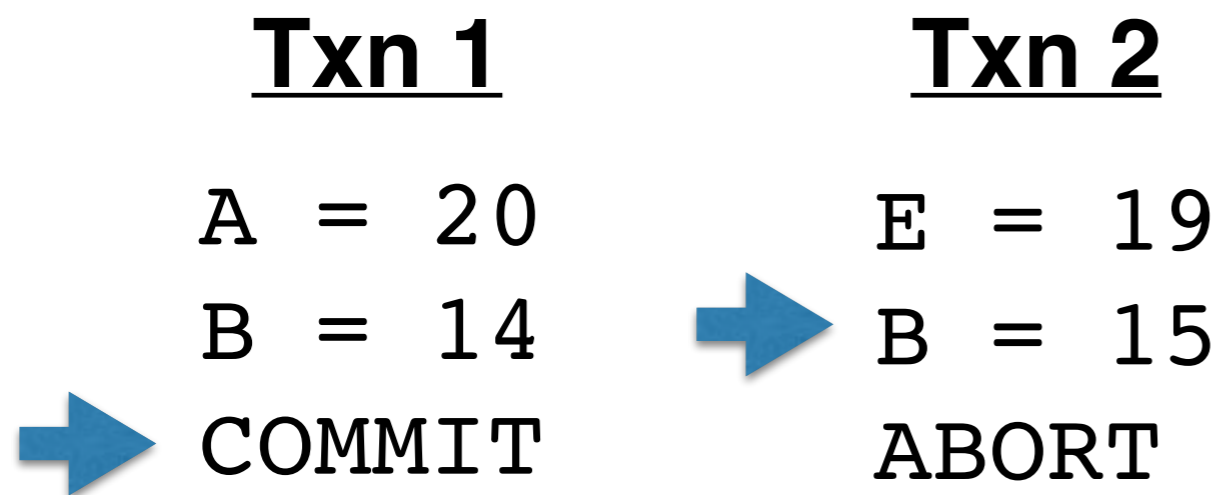 Txn 1
A = 20
B = 14
COMMIT
Txn 2
E = 19
B = 15
ABORT